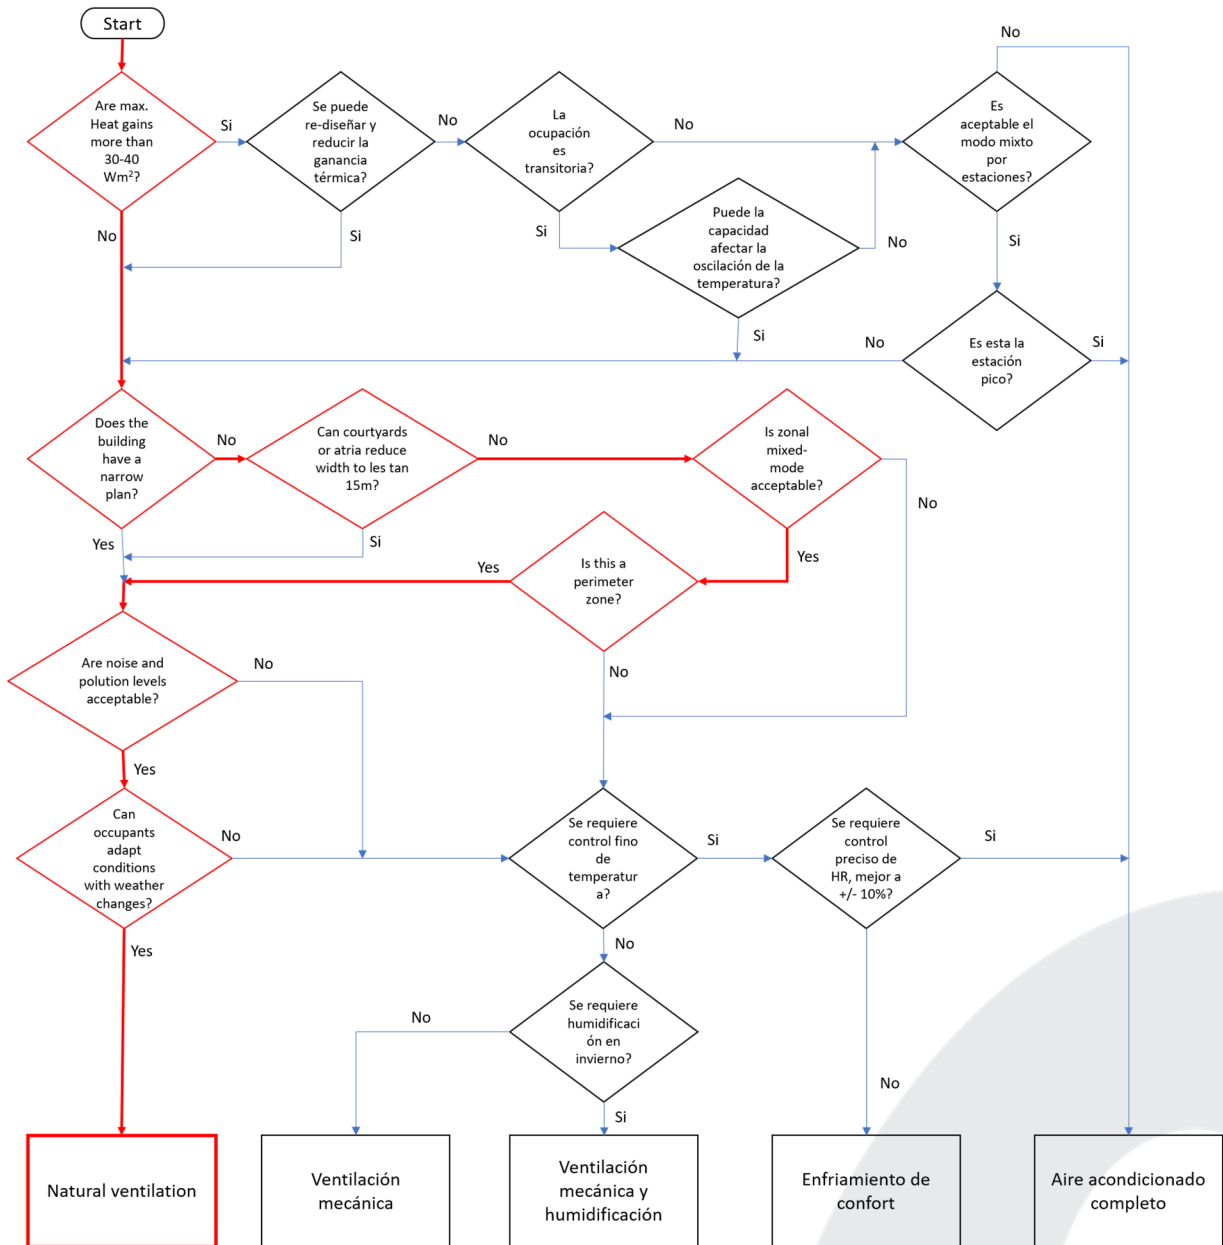 Start
Are max.
Heat gains
more than
30-40
Wm²?
Si
No
Se puede
re-diseñar y
reducir la
ganancia
térmica?
No
Si
La
ocupación
es
transitoria?
No
Si
Puede la
capacidad
afectar la
oscilación de la
temperatura?
No
Si
No
Es
aceptable el
modo mixto
por
estaciones?
Si
Es esta la
estación
pico?
No
Si
Does the
building
have a
narrow
plan?
No
Yes
Can courtyards
or atria reduce
width to les tan
15m?
No
Si
Is zonal
mixed-
mode
acceptable?
No
Yes
Is this a
perimeter
zone?
Yes
No
Are noise and
polution levels
acceptable?
No
Yes
Can
occupants
adapt
conditions
with weather
changes?
No
Yes
Se requiere
control fino
de
temperatur
a?
Si
No
Se requiere
control
preciso de
HR, mejor a
+/- 10%?
Si
No
Se requiere
humidificaci
ón en
invierno?
No
Si
Natural ventilation
Ventilación
mecánica
Ventilación
mecánica y
humidificación
Enfriamiento de
confort
Aire acondicionado
completo